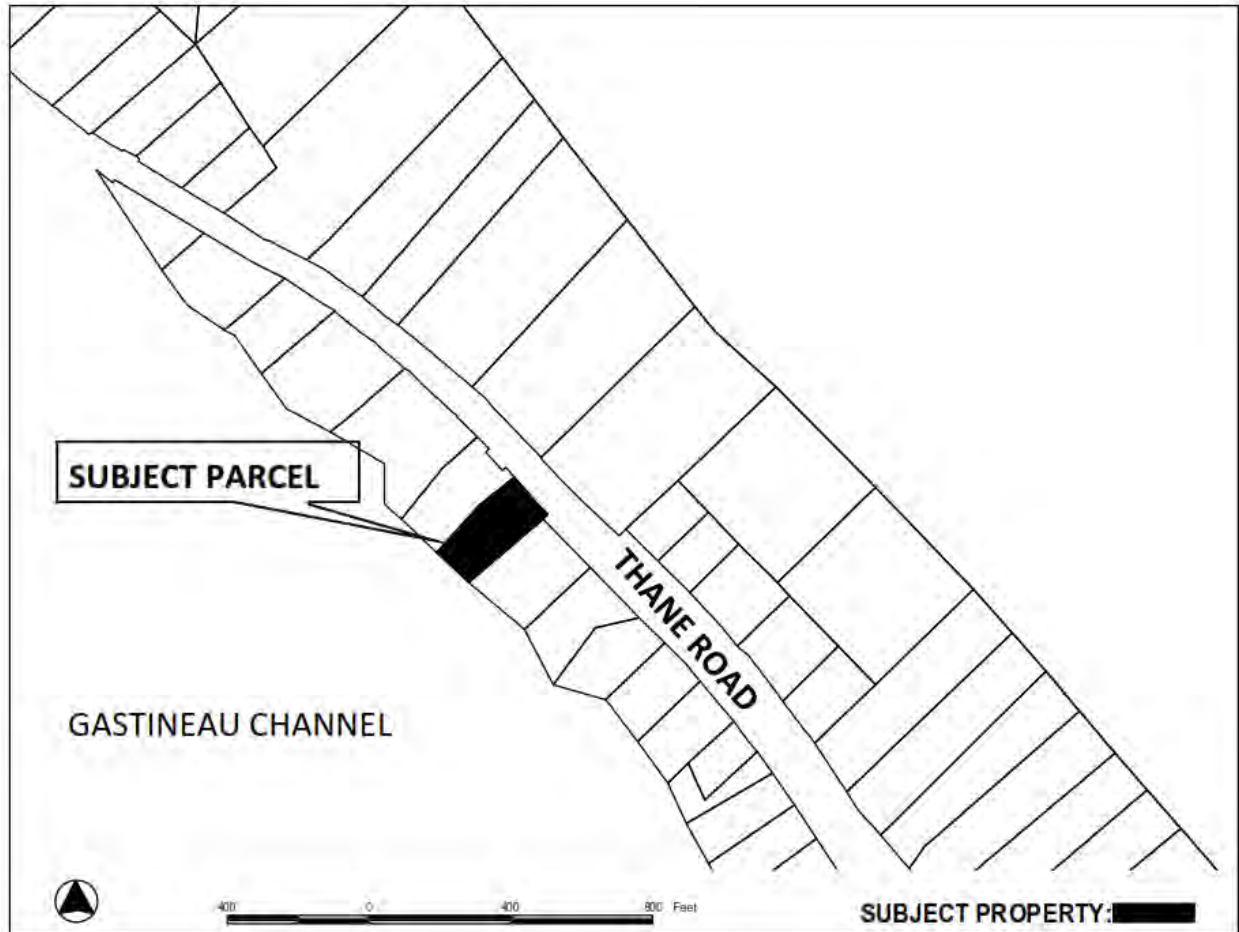 SUBJECT PARCEL
THANE ROAD
GASTINEAU CHANNEL
400 0 400 800 Feet
SUBJECT PROPERTY: